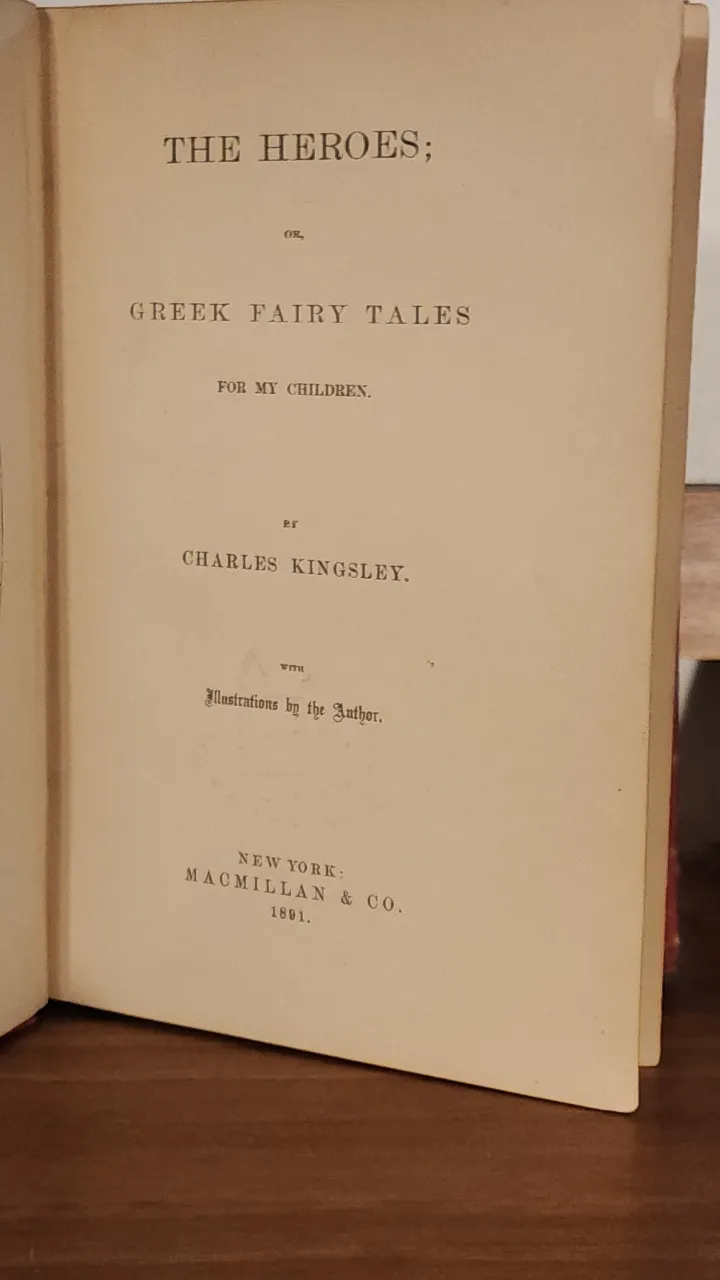 THE HEROES;
OR,
GREEK FAIRY TALES
FOR MY CHILDREN.
BY
CHARLES KINGSLEY.
WITH
Illustrations by the Author.
NEW YORK:
MACMILLAN & CO.
1891.